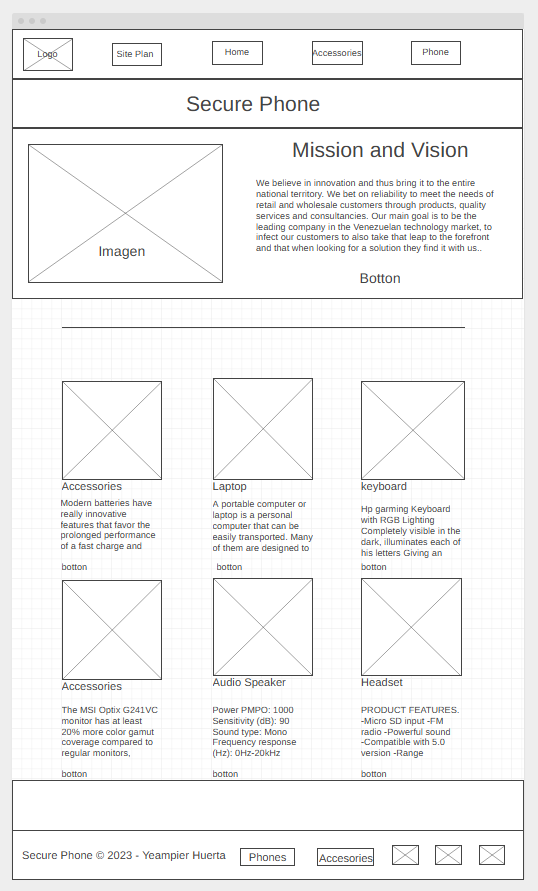 Logo
Site Plan
Home
Accessories
Phone
Secure Phone
Imagen
Mission and Vision
We believe in innovation and thus bring it to the entire
national territory. We bet on reliability to meet the needs of
retail and wholesale customers through products, quality
services and consultancies. Our main goal is to be the
leading company in the Venezuelan technology market, to
infect our customers to also take that leap to the forefront
and that when looking for a solution they find it with us..
Botton
Accessories
Modern batteries have
really innovative
features that favor the
prolonged performance
of a fast charge and
botton
Laptop
A portable computer or
laptop is a personal
computer that can be
easily transported. Many
of them are designed to
botton
keyboard
Hp garming Keyboard
with RGB Lighting
Completely visible in the
dark, illuminates each of
his letters Giving an
botton
Accessories
The MSI Optix G241VC
monitor has at least
20% more color gamut
coverage compared to
regular monitors,
botton
Audio Speaker
Power PMPO: 1000
Sensitivity (dB): 90
Sound type: Mono
Frequency response
(Hz): 0Hz-20kHz
botton
Headset
PRODUCT FEATURES.
-Micro SD input -FM
radio -Powerful sound
-Compatible with 5.0
version -Range
botton
Secure Phone © 2023 - Yeampier Huerta
Phones
Accesories